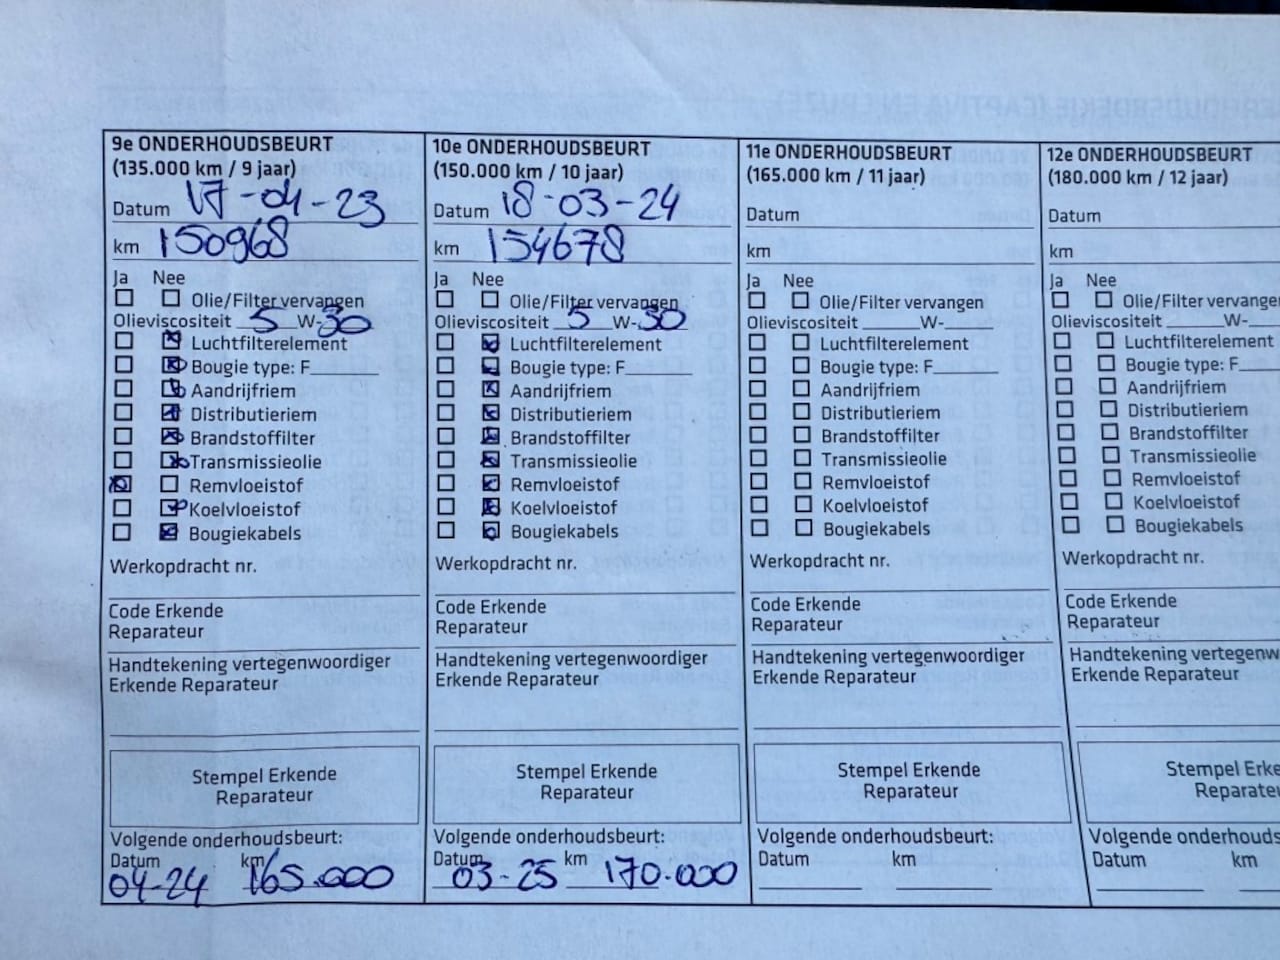 9e ONDERHOUDSBEURT
(135.000 km / 9 jaar)
Datum 17-04-23
km 150968
Ja Nee
Olie/Filter vervangen
Olieviscositeit 5 W-30
Luchtfilterelement
Bougie type: F
Aandrijfriem
Distributieriem
Brandstoffilter
Transmissieolie
Remvloeistof
Koelvloeistof
Bougiekabels
Werkopdracht nr.
Code Erkende
Reparateur
Handtekening vertegenwoordiger
Erkende Reparateur
Stempel Erkende
Reparateur
Volgende onderhoudsbeurt:
Datum km
04-24 165.000
10e ONDERHOUDSBEURT
(150.000 km / 10 jaar)
Datum 18-03-24
km 154678
Ja Nee
Olie/Filter vervangen
Olieviscositeit 5 W-30
Luchtfilterelement
Bougie type: F
Aandrijfriem
Distributieriem
Brandstoffilter
Transmissieolie
Remvloeistof
Koelvloeistof
Bougiekabels
Werkopdracht nr.
Code Erkende
Reparateur
Handtekening vertegenwoordiger
Erkende Reparateur
Stempel Erkende
Reparateur
Volgende onderhoudsbeurt:
Datum km
03-25 170.000
11e ONDERHOUDSBEURT
(165.000 km / 11 jaar)
Datum
km
Ja Nee
Olie/Filter vervangen
Olieviscositeit W-
Luchtfilterelement
Bougie type: F
Aandrijfriem
Distributieriem
Brandstoffilter
Transmissieolie
Remvloeistof
Koelvloeistof
Bougiekabels
Werkopdracht nr.
Code Erkende
Reparateur
Handtekening vertegenwoordiger
Erkende Reparateur
Stempel Erkende
Reparateur
Volgende onderhoudsbeurt:
Datum km
12e ONDERHOUDSBEURT
(180.000 km / 12 jaar)
Datum
km
Ja Nee
Olie/Filter vervangen
Olieviscositeit W-
Luchtfilterelement
Bougie type: F
Aandrijfriem
Distributieriem
Brandstoffilter
Transmissieolie
Remvloeistof
Koelvloeistof
Bougiekabels
Werkopdracht nr.
Code Erkende
Reparateur
Handtekening vertegenw
Erkende Reparateur
Stempel Erke
Reparate
Volgende onderhouds
Datum km